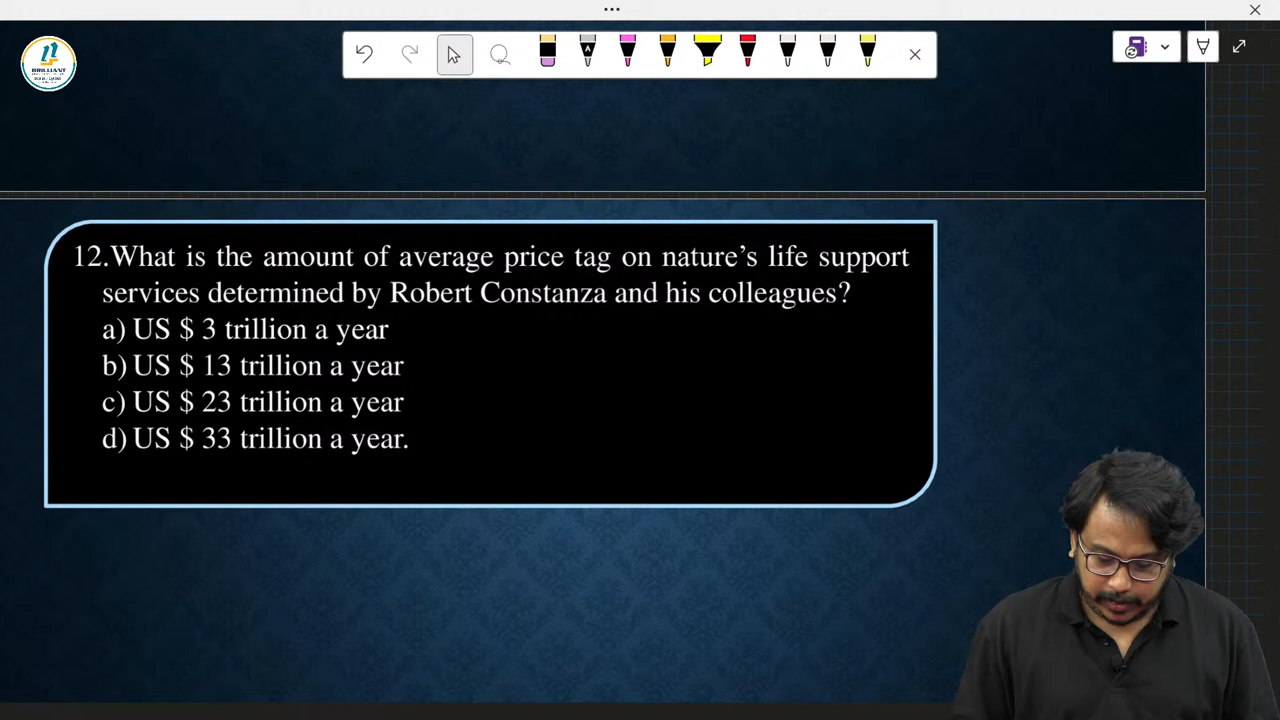 BRILLIANT
12.What is the amount of average price tag on nature’s life support
services determined by Robert Constanza and his colleagues?
a) US $ 3 trillion a year
b) US $ 13 trillion a year
c) US $ 23 trillion a year
d) US $ 33 trillion a year.